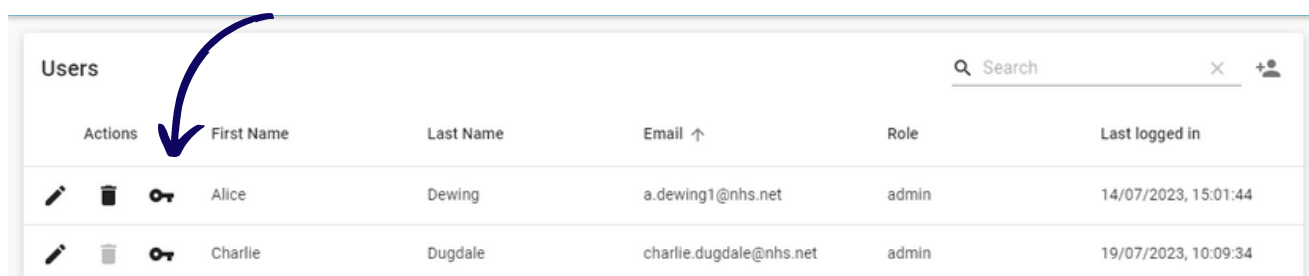 Users Search
Actions First Name Last Name Email Role Last logged in
Alice Dewing a.dewing1@nhs.net admin 14/07/2023, 15:01:44
Charlie Dugdale charlie.dugdale@nhs.net admin 19/07/2023, 10:09:34